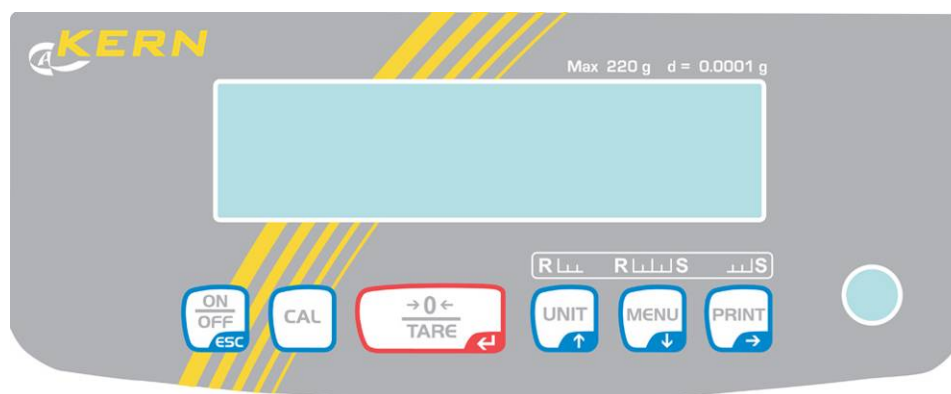 KERN
Max 220 g d = 0.0001 g
R S R S
ON
OFF
ESC
CAL
→0←
TARE
UNIT
MENU
PRINT